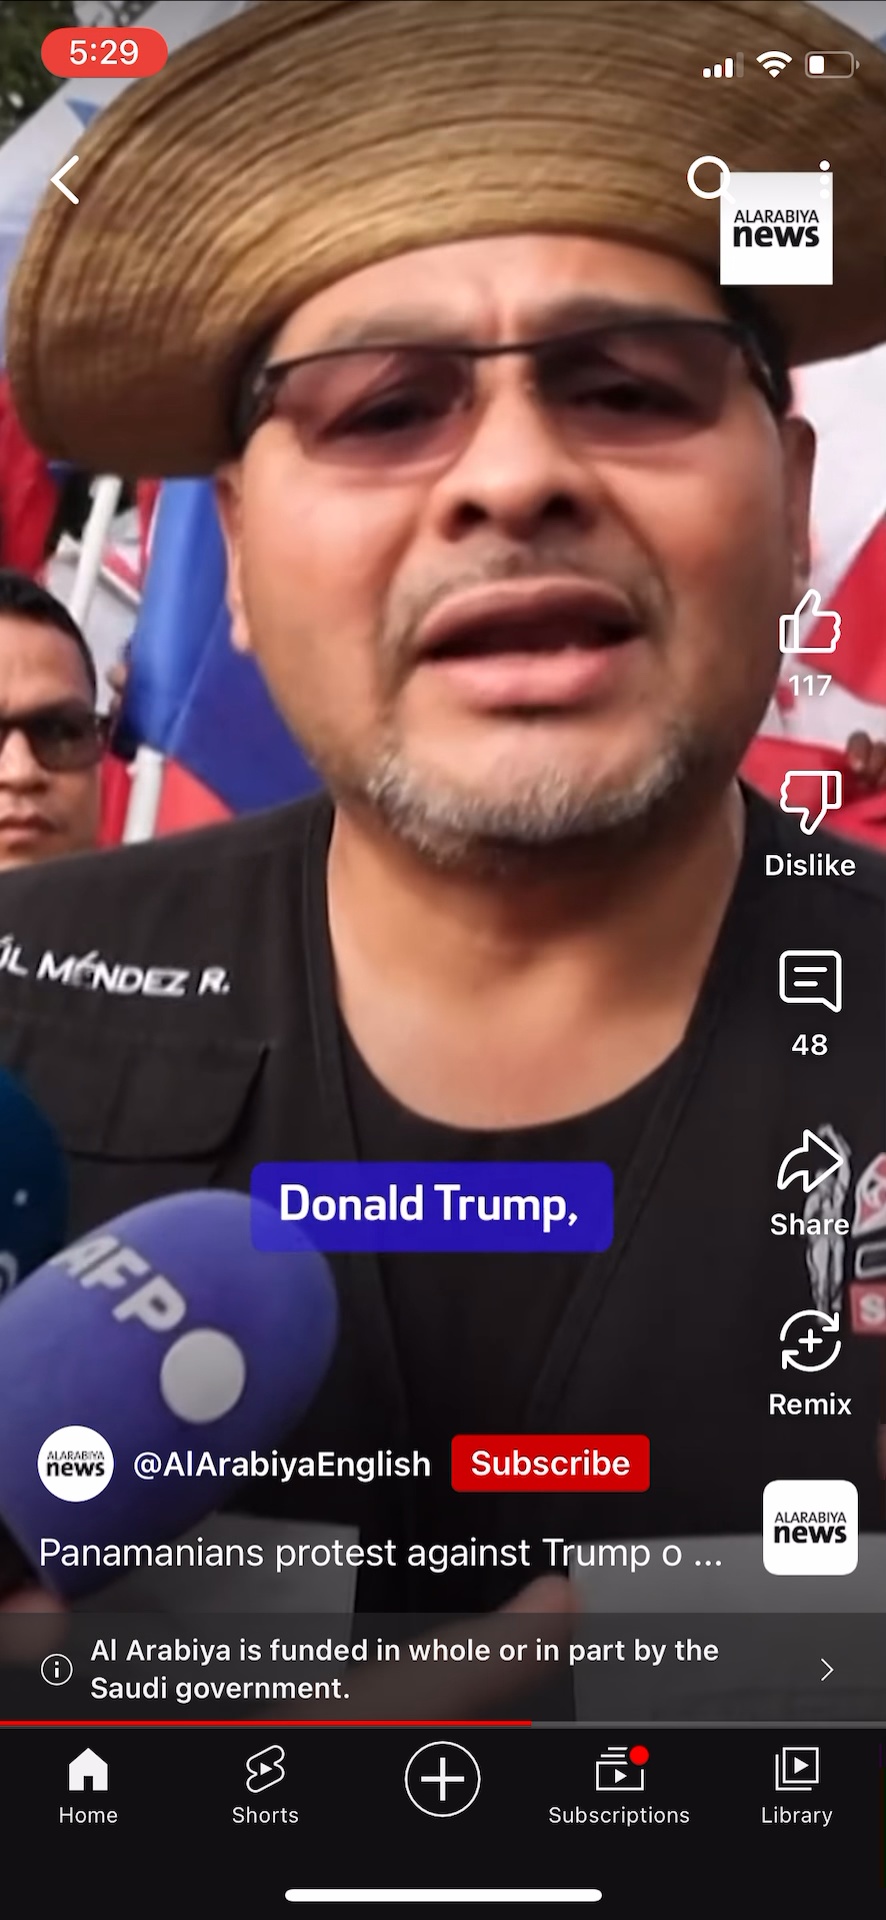 5:29
ALARABIYA
news
117
Dislike
ÚL MÉNDEZ R.
48
Donald Trump,
Share
AFP
S
Remix
ALARABIYA
news
@AlArabiyaEnglish
Subscribe
Panamanians protest against Trump o ...
ALARABIYA
news
Al Arabiya is funded in whole or in part by the
Saudi government.
Home
Shorts
Subscriptions
Library